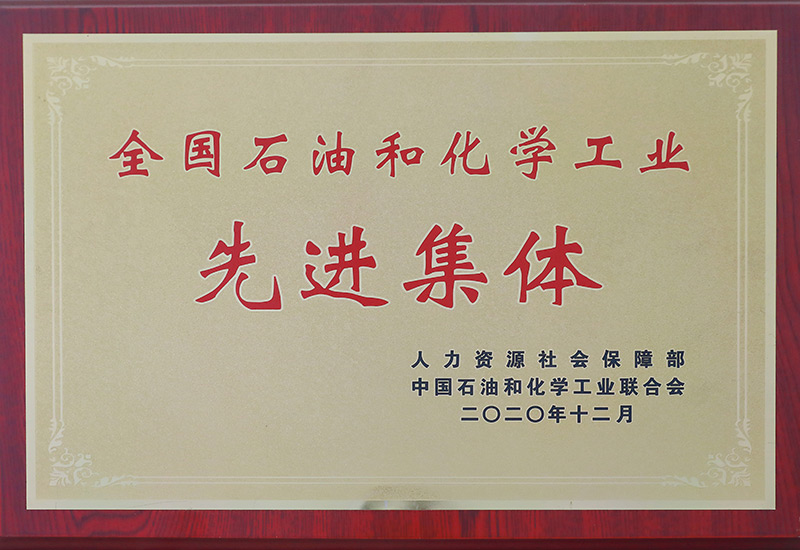 全国石油和化学工业
先进集体
人力资源社会保障部
中国石油和化学工业联合会
二〇二〇年十二月